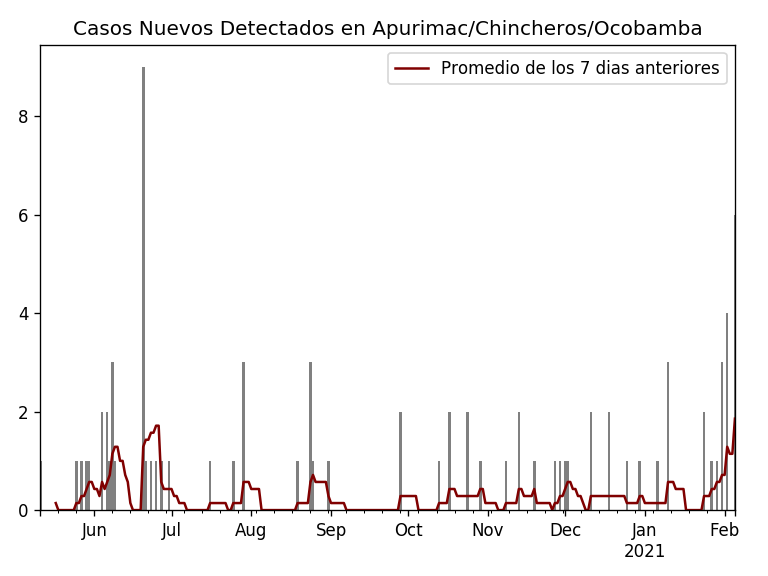 Casos Nuevos Detectados en Apurimac/Chincheros/Ocobamba
Promedio de los 7 dias anteriores
8
6
4
2
0
Jun Jul Aug Sep Oct Nov Dec Jan Feb
2021